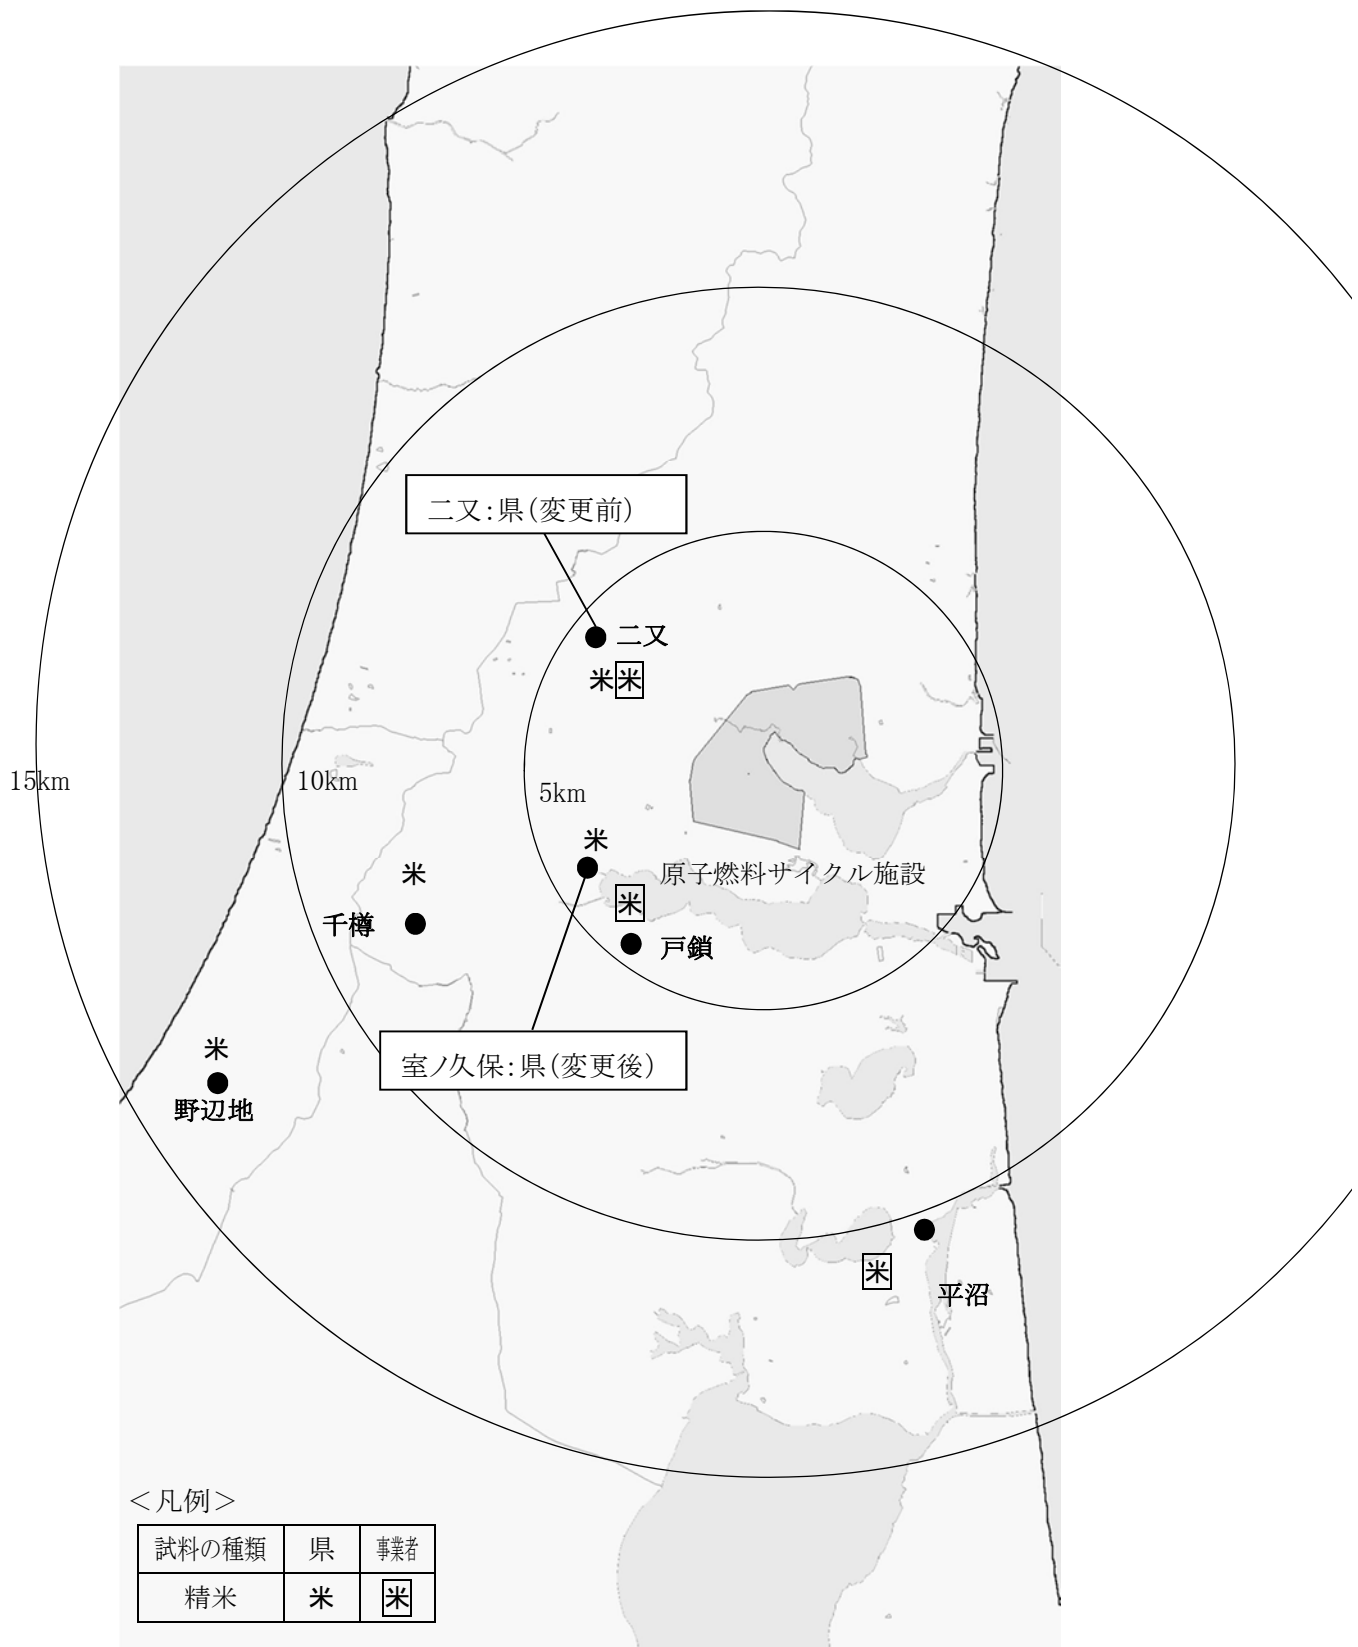 二又:県(変更前)
二又
米米
15km
10km
5km
米
米
原子燃料サイクル施設
米
千樽
戸鎖
米
室ノ久保:県(変更後)
野辺地
米
平沼
<凡例>
試料の種類 県 事業者
精米 米 米